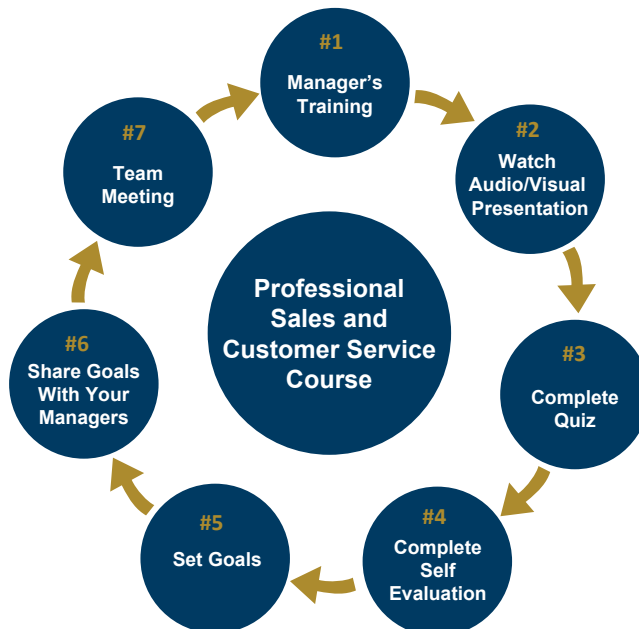 #1
Manager's
Training
#2
Watch
Audio/Visual
Presentation
#3
Complete
Quiz
#4
Complete
Self
Evaluation
#5
Set Goals
#6
Share Goals
With Your
Managers
#7
Team
Meeting
Professional
Sales and
Customer Service
Course